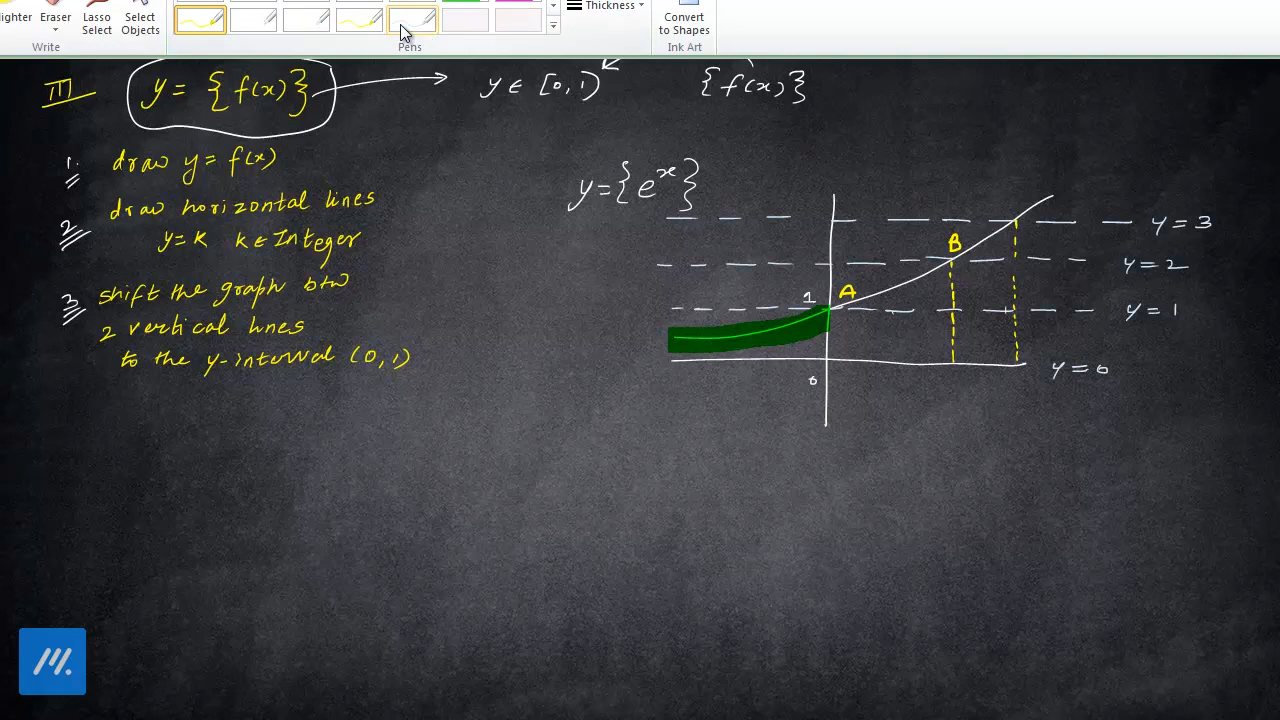 lighter
Eraser
Lasso
Select
Select
Objects
Write
Pens
Thickness
Convert
to Shapes
Ink Art
III
y = {f(x)}
y ∈ [0,1)
{f(x)}
1. draw y = f(x)
2. draw horizontal lines
y = k k ∈ Integer
3. shift the graph btw
2 vertical lines
to the y-interval (0,1)
y = {e^x}
y = 3
B
y = 2
1 A
y = 1
y = 0
0